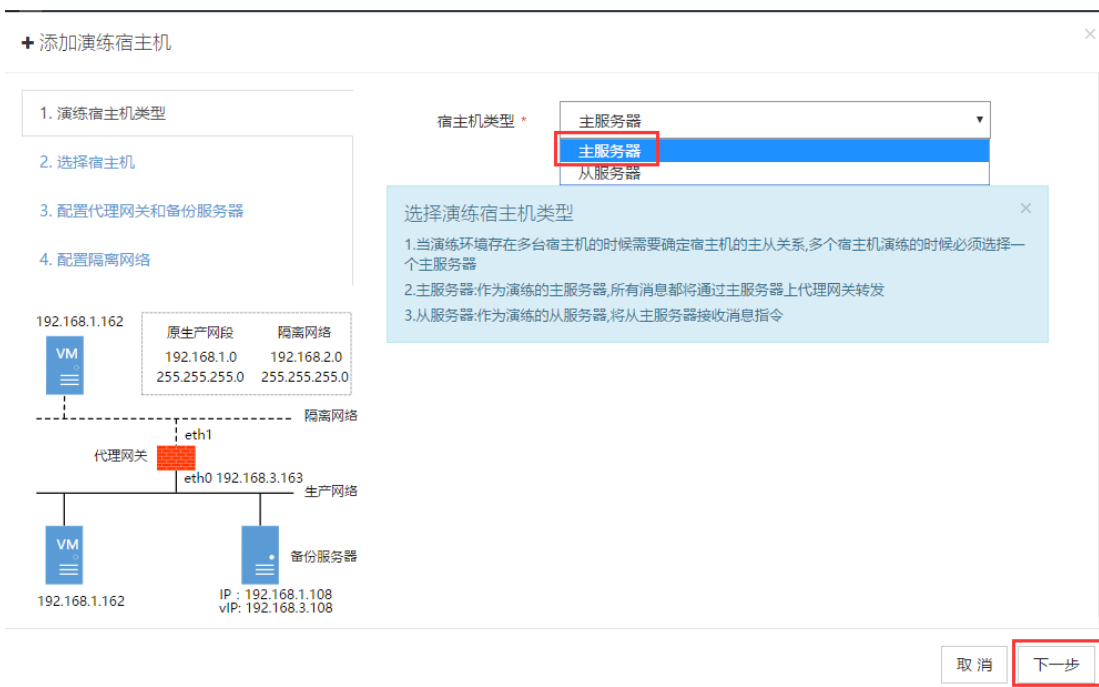 添加演练宿主机
1. 演练宿主机类型
2. 选择宿主机
3. 配置代理网关和备份服务器
4. 配置隔离网络
宿主机类型 *
主服务器
主服务器
从服务器
选择演练宿主机类型
1.当演练环境存在多台宿主机的时候需要确定宿主机的主从关系,多个宿主机演练的时候必须选择一
个主服务器
2.主服务器:作为演练的主服务器,所有消息都将通过主服务器上代理网关转发
3.从服务器:作为演练的从服务器,将从主服务器接收消息指令
192.168.1.162
VM
原生产网段 隔离网络
192.168.1.0 192.168.2.0
255.255.255.0 255.255.255.0
隔离网络
eth1
代理网关
eth0 192.168.3.163
生产网络
VM
备份服务器
192.168.1.162
IP : 192.168.1.108
vIP: 192.168.3.108
取 消
下一步